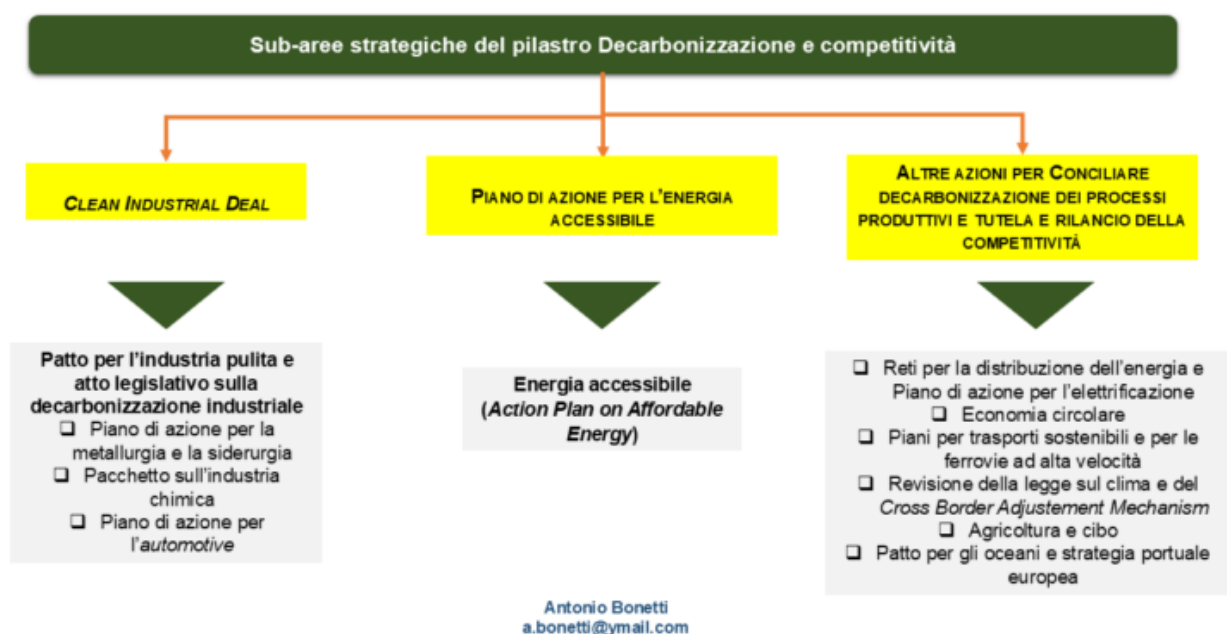 Sub-aree strategiche del pilastro Decarbonizzazione e competitività
CLEAN INDUSTRIAL DEAL
PIANO DI AZIONE PER L'ENERGIA
ACCESSIBILE
ALTRE AZIONI PER CONCILIARE
DECARBONIZZAZIONE DEI PROCESSI
PRODUTTIVI E TUTELA E RILANCIO DELLA
COMPETITIVITÀ
Patto per l'industria pulita e
atto legislativo sulla
decarbonizzazione industriale
❑ Piano di azione per la
metallurgia e la siderurgia
❑ Pacchetto sull'industria
chimica
❑ Piano di azione per
l'automotive
Energia accessibile
(Action Plan on Affordable
Energy)
❑ Reti per la distribuzione dell'energia e
Piano di azione per l'elettrificazione
❑ Economia circolare
❑ Piani per trasporti sostenibili e per le
ferrovie ad alta velocità
❑ Revisione della legge sul clima e del
Cross Border Adjustement Mechanism
❑ Agricoltura e cibo
❑ Patto per gli oceani e strategia portuale
europea
Antonio Bonetti
a.bonetti@ymail.com